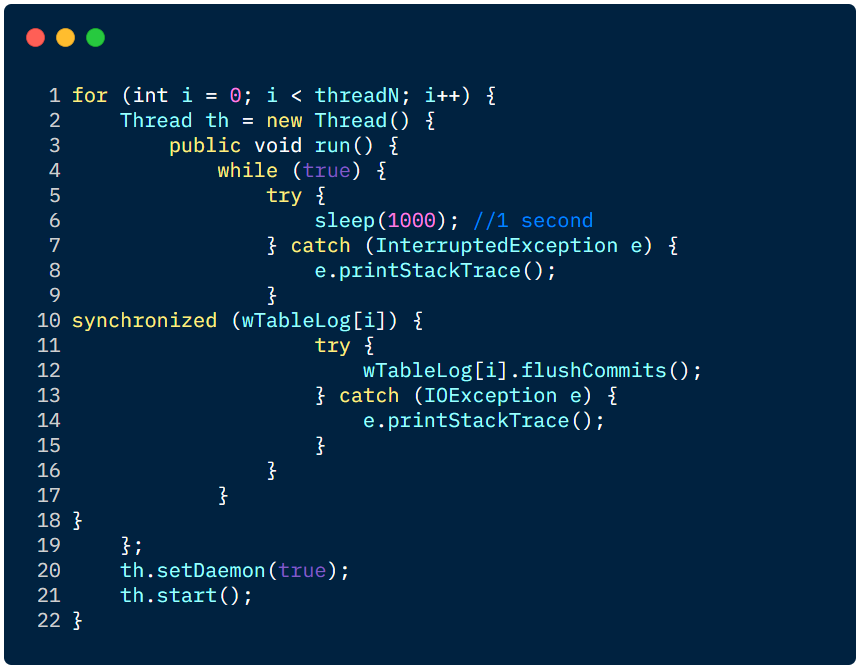 1 for (int i = 0; i < threadN; i++) {
2     Thread th = new Thread() {
3         public void run() {
4             while (true) {
5                 try {
6                     sleep(1000); //1 second
7                 } catch (InterruptedException e) {
8                     e.printStackTrace();
9                 }
10 synchronized (wTableLog[i]) {
11                     try {
12                         wTableLog[i].flushCommits();
13                     } catch (IOException e) {
14                         e.printStackTrace();
15                     }
16                 }
17             }
18 }
19     };
20     th.setDaemon(true);
21     th.start();
22 }